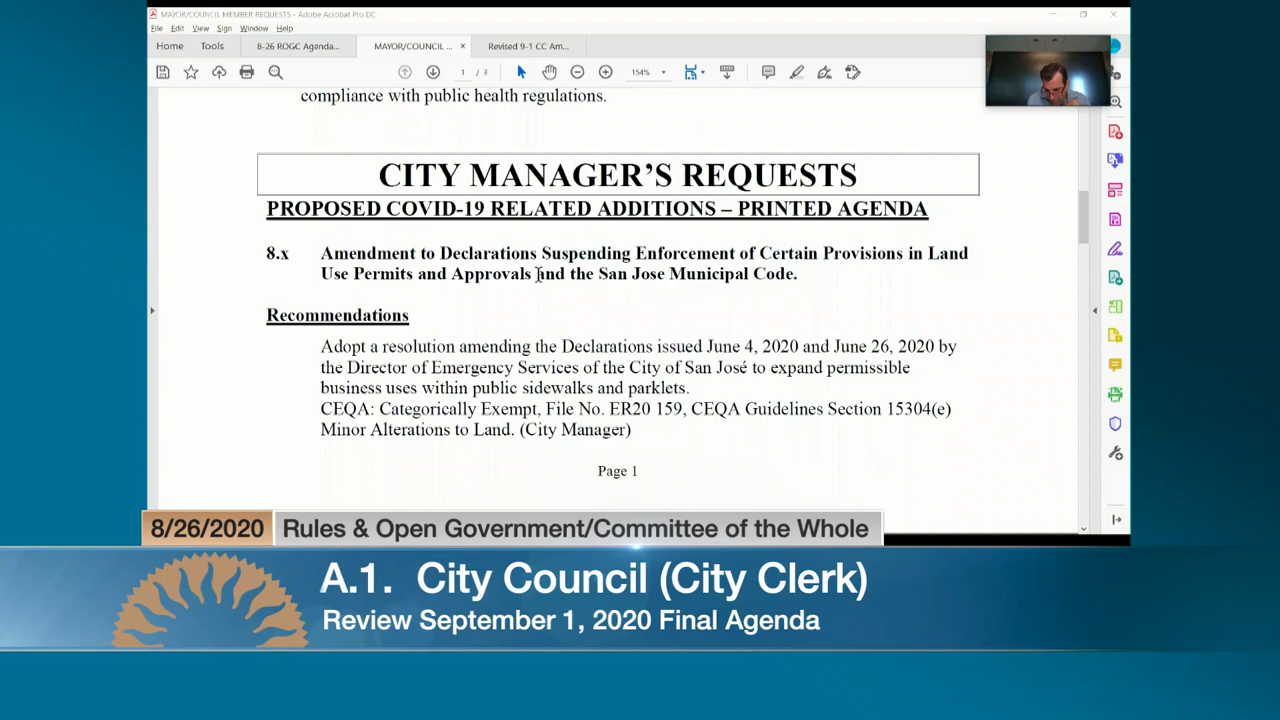 MAYOR/COUNCIL MEMBER REQUESTS - Adobe Acrobat Pro DC
File Edit View Sign Window Help
Home Tools 8-26 ROGC Agenda... MAYOR/COUNCIL ... × Revised 9-1 CC Am...
1 / 3 154%
compliance with public health regulations.
CITY MANAGER'S REQUESTS
PROPOSED COVID-19 RELATED ADDITIONS – PRINTED AGENDA
8.x Amendment to Declarations Suspending Enforcement of Certain Provisions in Land
Use Permits and Approvals and the San Jose Municipal Code.
Recommendations
Adopt a resolution amending the Declarations issued June 4, 2020 and June 26, 2020 by
the Director of Emergency Services of the City of San José to expand permissible
business uses within public sidewalks and parklets.
CEQA: Categorically Exempt, File No. ER20 159, CEQA Guidelines Section 15304(e)
Minor Alterations to Land. (City Manager)
Page 1
8/26/2020 Rules & Open Government/Committee of the Whole
A.1. City Council (City Clerk)
Review September 1, 2020 Final Agenda